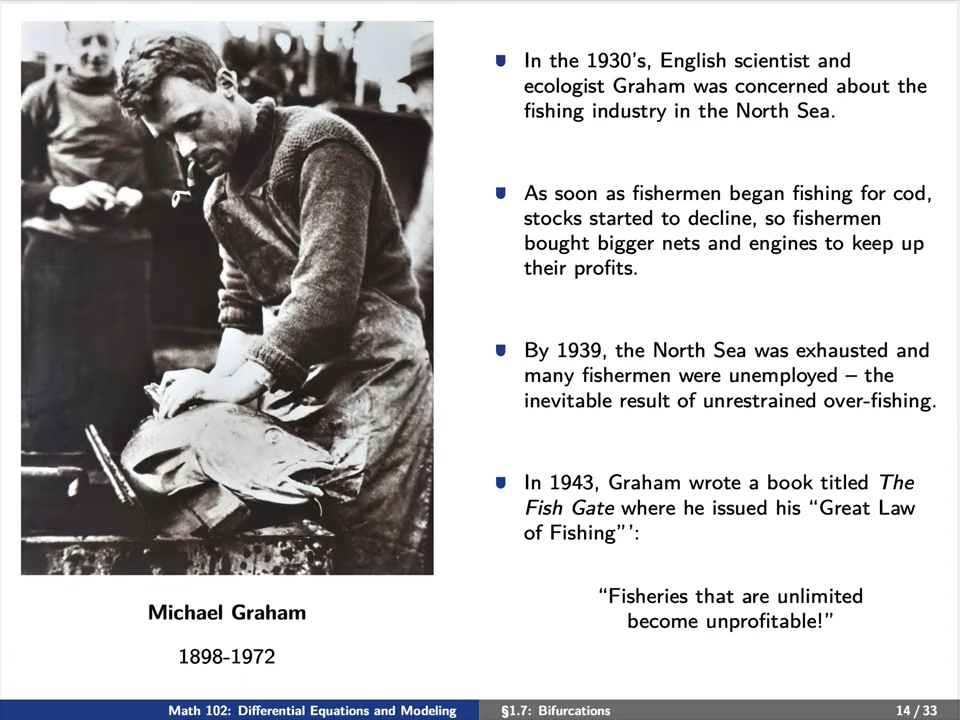 In the 1930's, English scientist and
ecologist Graham was concerned about the
fishing industry in the North Sea.
As soon as fishermen began fishing for cod,
stocks started to decline, so fishermen
bought bigger nets and engines to keep up
their profits.
By 1939, the North Sea was exhausted and
many fishermen were unemployed – the
inevitable result of unrestrained over-fishing.
In 1943, Graham wrote a book titled The
Fish Gate where he issued his “Great Law
of Fishing”’:
“Fisheries that are unlimited
become unprofitable!”
Michael Graham
1898-1972
Math 102: Differential Equations and Modeling
§1.7: Bifurcations
14 / 33